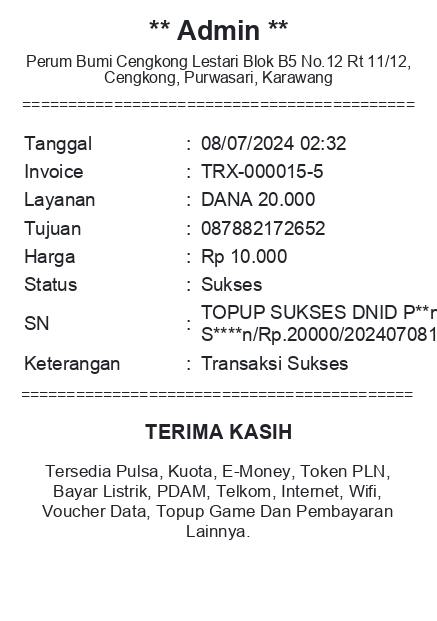 ** Admin **
Perum Bumi Cengkong Lestari Blok B5 No.12 Rt 11/12,
Cengkong, Purwasari, Karawang
==========================================
Tanggal : 08/07/2024 02:32
Invoice : TRX-000015-5
Layanan : DANA 20.000
Tujuan : 087882172652
Harga : Rp 10.000
Status : Sukses
SN : TOPUP SUKSES DNID P**n
S****n/Rp.20000/202407081
Keterangan : Transaksi Sukses
==========================================
TERIMA KASIH
Tersedia Pulsa, Kuota, E-Money, Token PLN,
Bayar Listrik, PDAM, Telkom, Internet, Wifi,
Voucher Data, Topup Game Dan Pembayaran
Lainnya.